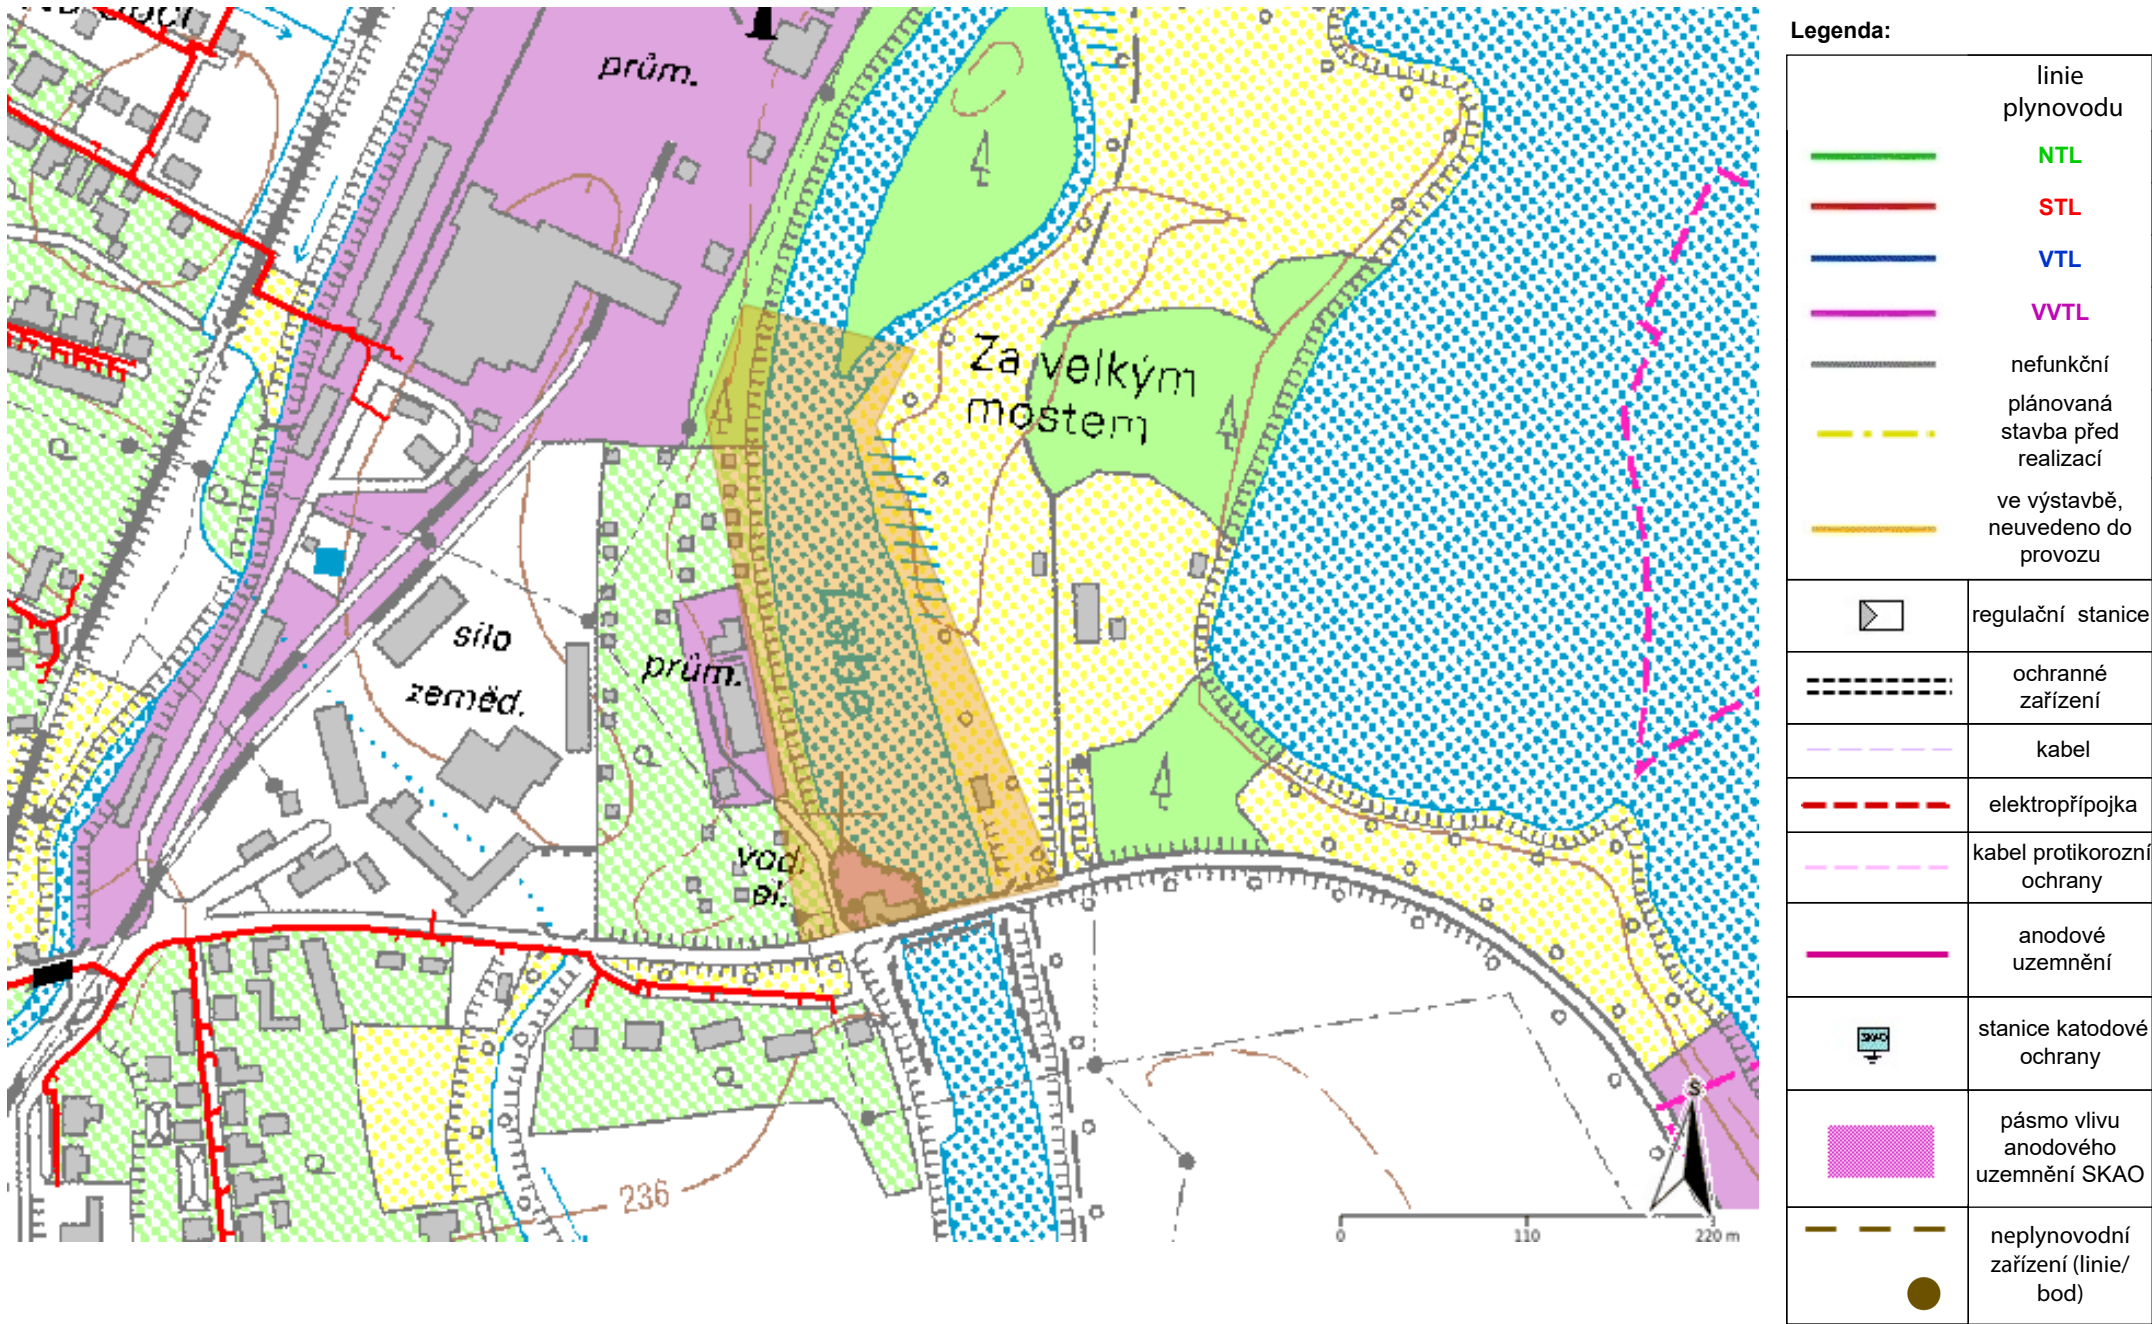 prům.
Za velkým
mostem
silo
zeměd.
prům.
vod.
el.
236
S
0 110 220 m
Legenda:
linie
plynovodu
NTL
STL
VTL
VVTL
nefunkční
plánovaná
stavba před
realizací
ve výstavbě,
neuvedeno do
provozu
regulační stanice
ochranné
zařízení
kabel
elektropřípojka
kabel protikorozní
ochrany
anodové
uzemnění
SKAO
stanice katodové
ochrany
pásmo vlivu
anodového
uzemnění SKAO
neplynovodní
zařízení (linie/
bod)